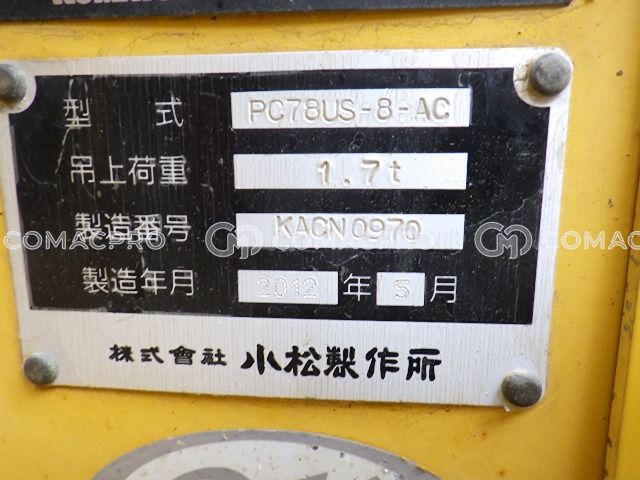 型 式 PC78US-8-AC
吊上荷重 1.7t
製造番号 KACN0970
COMACPRO COMACPRO
製造年月 2012 年 5 月
株式會社 小松製作所